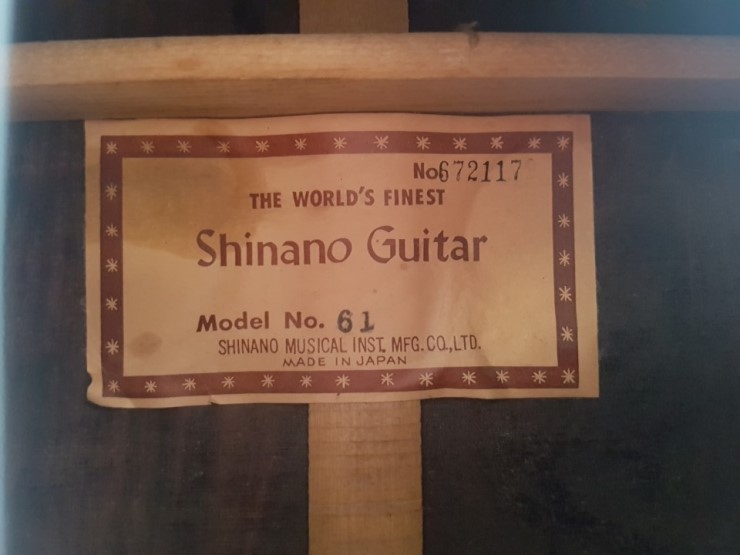 No672117
THE WORLD'S FINEST
Shinano Guitar
Model No. 61
SHINANO MUSICAL INST. MFG. CO., LTD.
MADE IN JAPAN